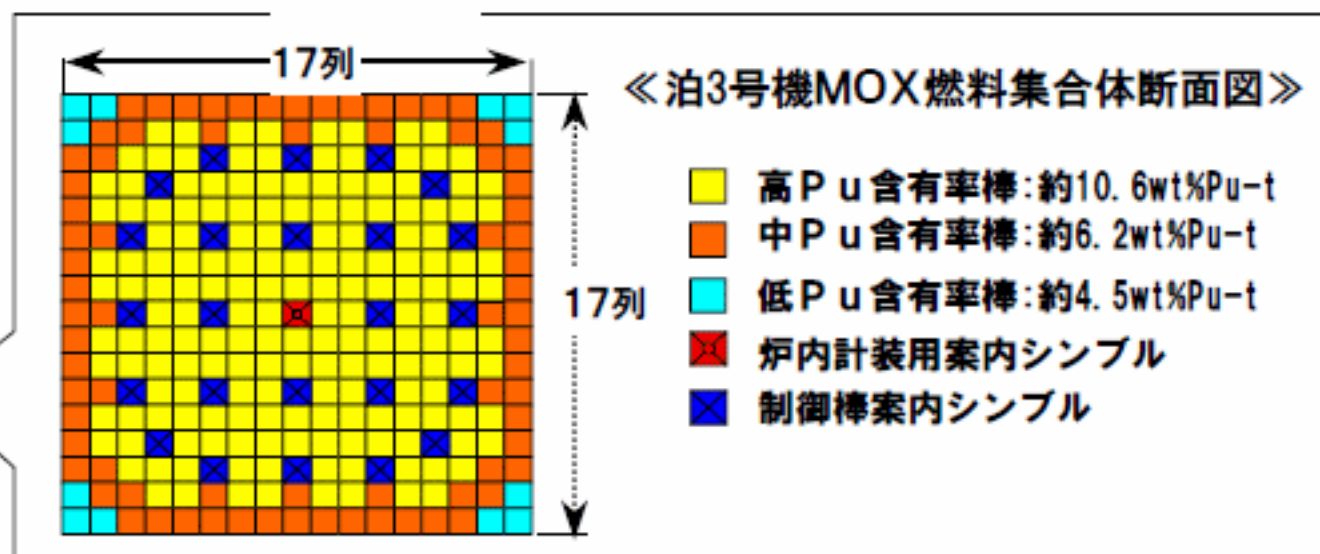 17列
≪泊3号機MOX燃料集合体断面図≫
高Pu含有率棒:約10.6wt%Pu-t
中Pu含有率棒:約6.2wt%Pu-t
低Pu含有率棒:約4.5wt%Pu-t
17列
炉内計装用案内シンブル
制御棒案内シンブル